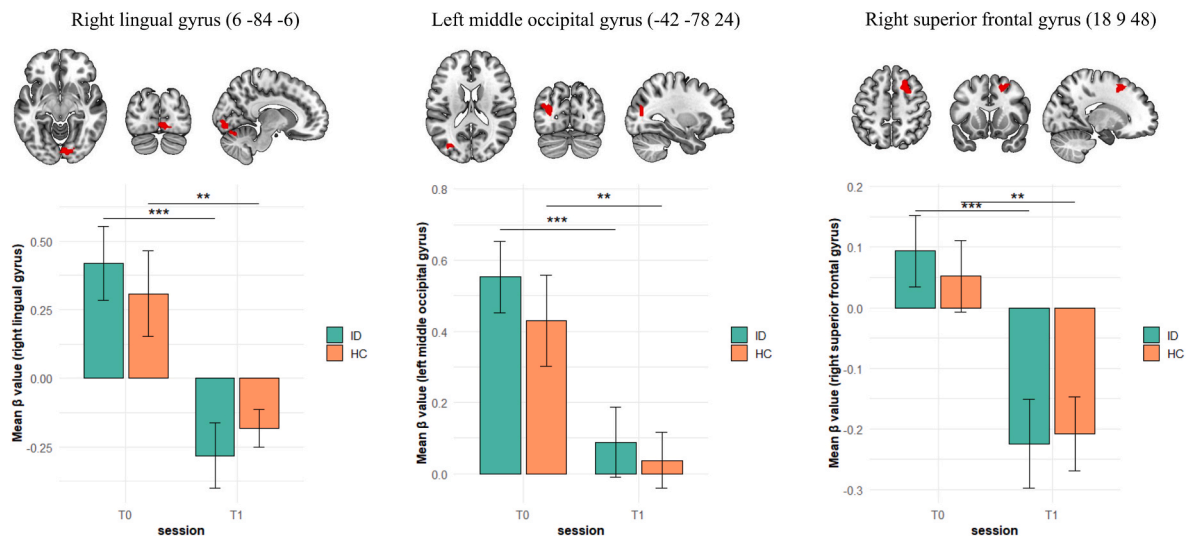 Right lingual gyrus (6 -84 -6)
Left middle occipital gyrus (-42 -78 24)
Right superior frontal gyrus (18 9 48)
Mean β value (right lingual gyrus)
0.50
0.25
0.00
-0.25
**
***
T0
T1
session
ID
HC
Mean β value (left middle occipital gyrus)
0.8
0.6
0.4
0.2
0.0
**
***
T0
T1
session
ID
HC
Mean β value (right superior frontal gyrus)
0.2
0.1
0.0
-0.1
-0.2
-0.3
**
***
T0
T1
session
ID
HC